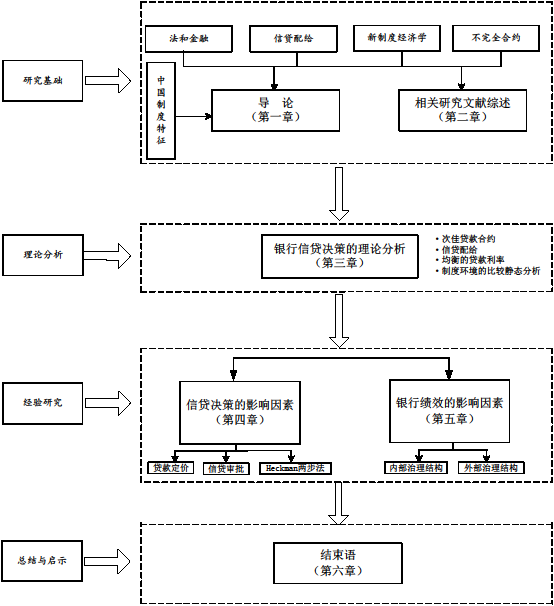 法和金融
信贷配给
新制度经济学
不完全合约
研究基础
中
国
制
度
特
征
导 论
（第一章）
相关研究文献综述
（第二章）
理论分析
银行信贷决策的理论分析
（第三章）
·次佳贷款合约
·信贷配给
·均衡的贷款利率
·制度环境的比较静态分析
经验研究
信贷决策的影响因素
（第四章）
银行绩效的影响因素
（第五章）
贷款定价
信贷审批
Heckman两步法
内部治理结构
外部治理结构
总结与启示
结束语
（第六章）